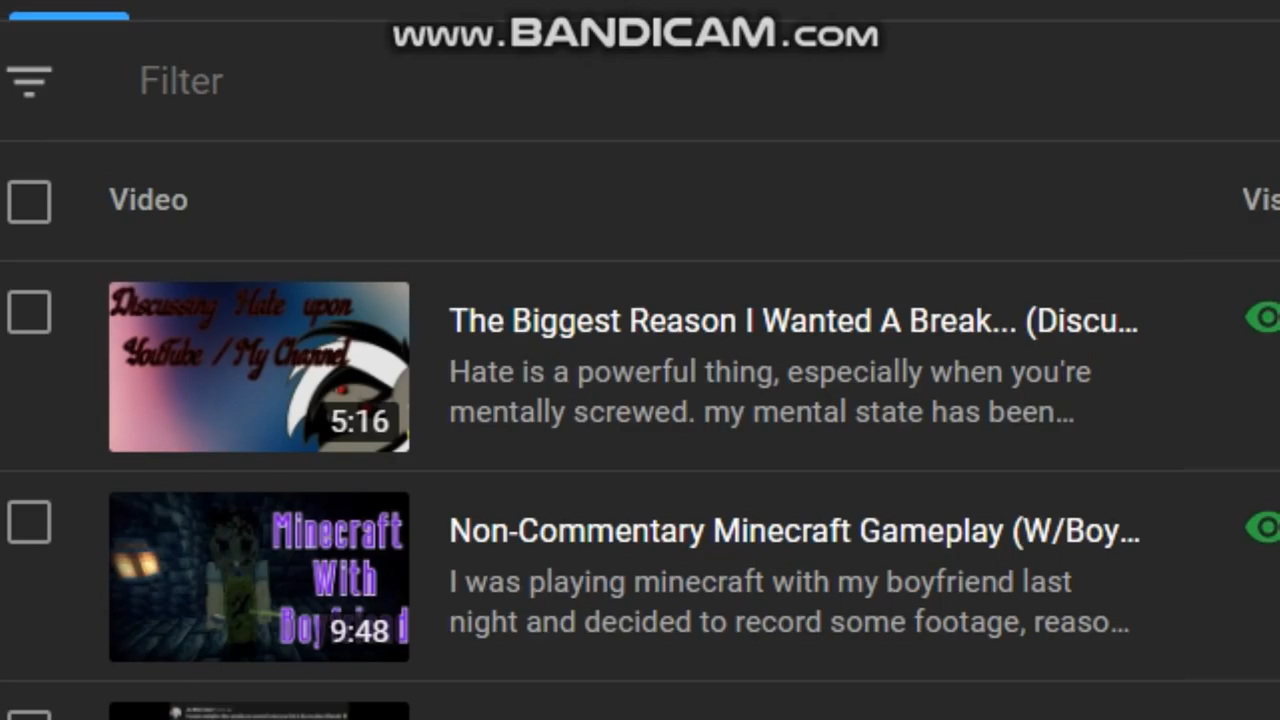 www.BANDICAM.com
Filter
Video
Vis
Discussing Hate upon
YouTube / My Channel
5:16
The Biggest Reason I Wanted A Break... (Discu...
Hate is a powerful thing, especially when you're
mentally screwed. my mental state has been...
Minecraft
With
Boyfriend
9:48
Non-Commentary Minecraft Gameplay (W/Boy...
I was playing minecraft with my boyfriend last
night and decided to record some footage, reaso...